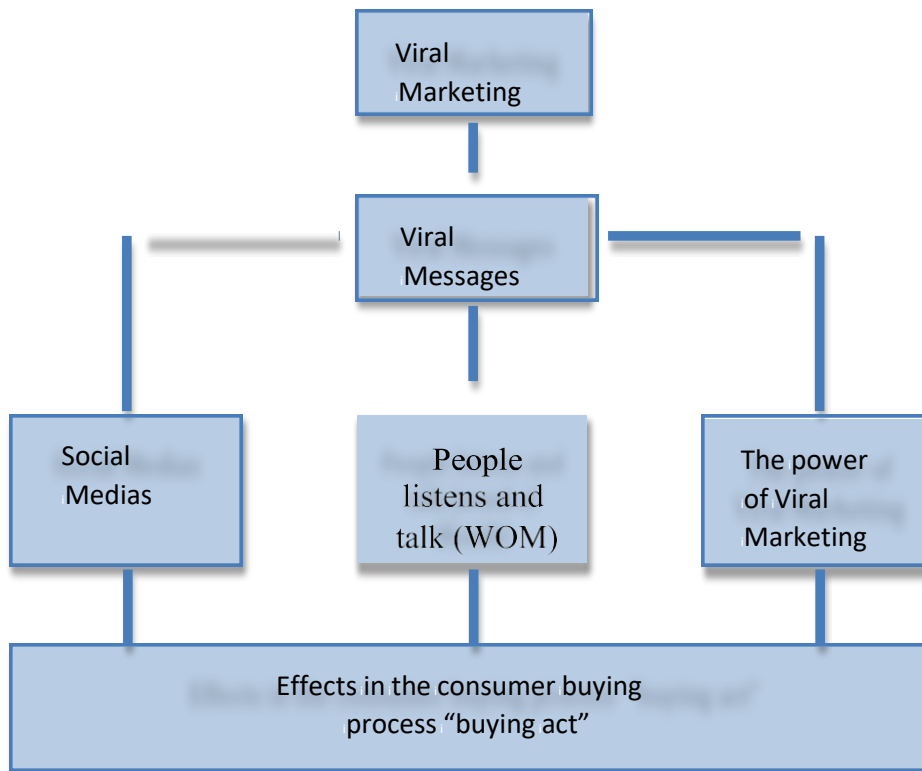 Viral
Marketing
Viral
Messages
Social
Medias
People
listens and
talk (WOM)
The power
of Viral
Marketing
Effects in the consumer buying
process “buying act”